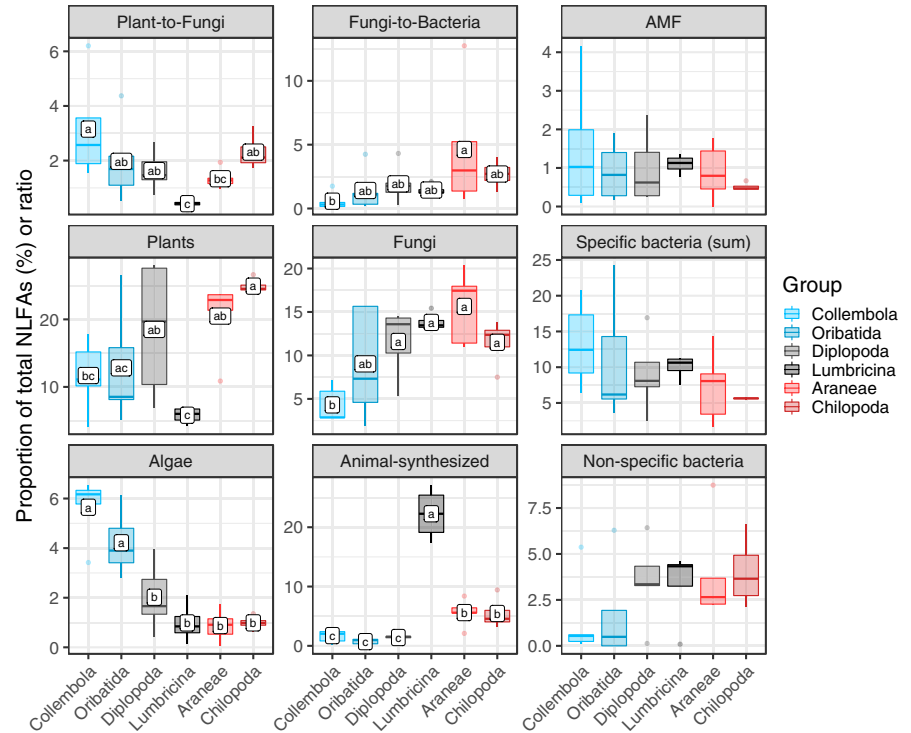 Proportion of total NLFAs (%) or ratio
Plant-to-Fungi
6
4
2
a
ab
ab
c
bc
ab
Fungi-to-Bacteria
10
5
0
b
ab
ab
ab
a
ab
AMF
4
3
2
1
0
Plants
20
10
bc
ac
ab
c
ab
a
Fungi
20
15
10
5
b
ab
a
a
a
a
Specific bacteria (sum)
25
20
15
10
5
Algae
6
4
2
0
a
a
b
b
b
b
Animal-synthesized
20
10
0
c
c
c
a
b
b
Non-specific bacteria
7.5
5.0
2.5
0.0
Collembola
Oribatida
Diplopoda
Lumbricina
Araneae
Chilopoda
Collembola
Oribatida
Diplopoda
Lumbricina
Araneae
Chilopoda
Collembola
Oribatida
Diplopoda
Lumbricina
Araneae
Chilopoda
Group
Collembola
Oribatida
Diplopoda
Lumbricina
Araneae
Chilopoda